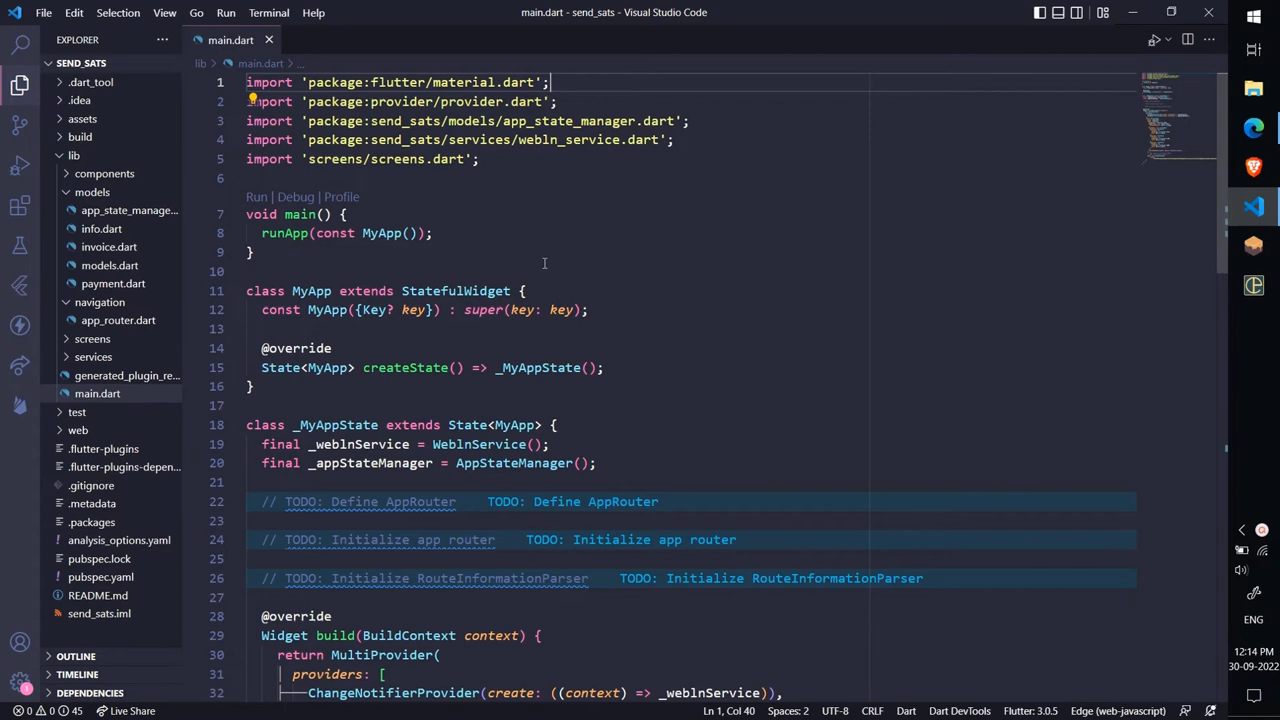 File Edit Selection View Go Run Terminal Help
main.dart - send_sats - Visual Studio Code
EXPLORER
SEND_SATS
.dart_tool
.idea
assets
build
lib
components
models
app_state_manage...
info.dart
invoice.dart
models.dart
payment.dart
navigation
app_router.dart
screens
services
generated_plugin_re...
main.dart
test
web
.flutter-plugins
.flutter-plugins-depen...
.gitignore
.metadata
.packages
analysis_options.yaml
pubspec.lock
pubspec.yaml
README.md
send_sats.iml
OUTLINE
TIMELINE
DEPENDENCIES
main.dart
lib > main.dart > ...
1 import 'package:flutter/material.dart';
2 import 'package:provider/provider.dart';
3 import 'package:send_sats/models/app_state_manager.dart';
4 import 'package:send_sats/services/webln_service.dart';
5 import 'screens/screens.dart';
6
Run | Debug | Profile
7 void main() {
8 runApp(const MyApp());
9 }
10
11 class MyApp extends StatefulWidget {
12 const MyApp({Key? key}) : super(key: key);
13
14 @override
15 State<MyApp> createState() => _MyAppState();
16 }
17
18 class _MyAppState extends State<MyApp> {
19 final _weblnService = WeblnService();
20 final _appStateManager = AppStateManager();
21
22 // TODO: Define AppRouter TODO: Define AppRouter
23
24 // TODO: Initialize app router TODO: Initialize app router
25
26 // TODO: Initialize RouteInformationParser TODO: Initialize RouteInformationParser
27
28 @override
29 Widget build(BuildContext context) {
30 return MultiProvider(
31 providers: [
32 ChangeNotifierProvider(create: ((context) => _weblnService)),
0 0 45 Live Share
Ln 1, Col 40 Spaces: 2 UTF-8 CRLF Dart Dart DevTools Flutter: 3.0.5 Edge (web-javascript)
ENG
12:14 PM
30-09-2022